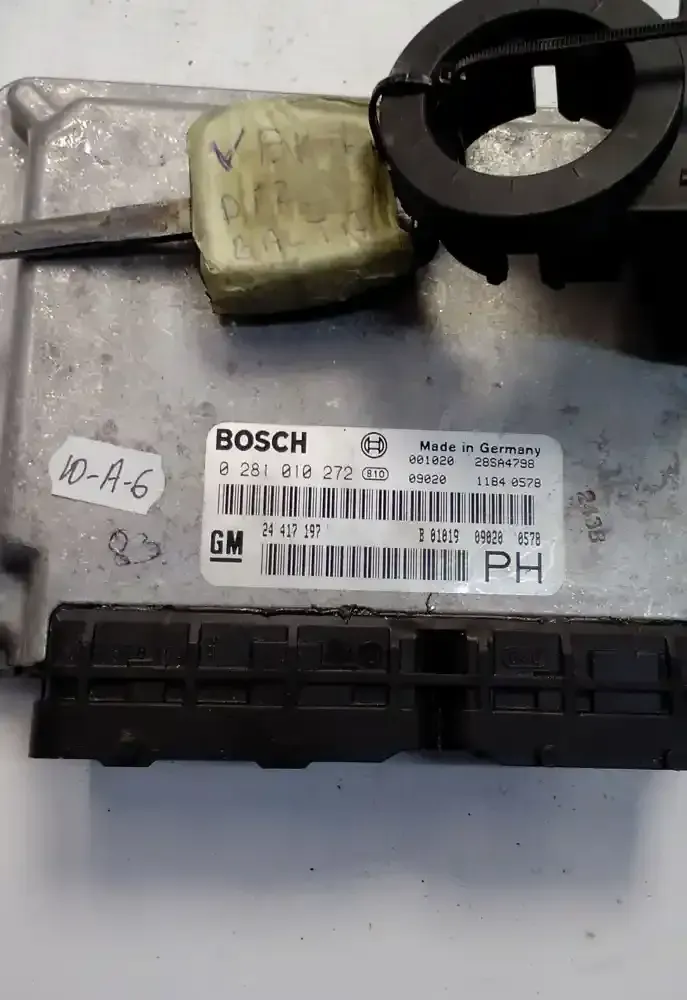 BOSCH
Made in Germany
0 281 010 272 810
001020 28SA4798
09020 1184 0578
GM
24 417 197
B 01019 09020 0578
PH
10-A-6
83
243B